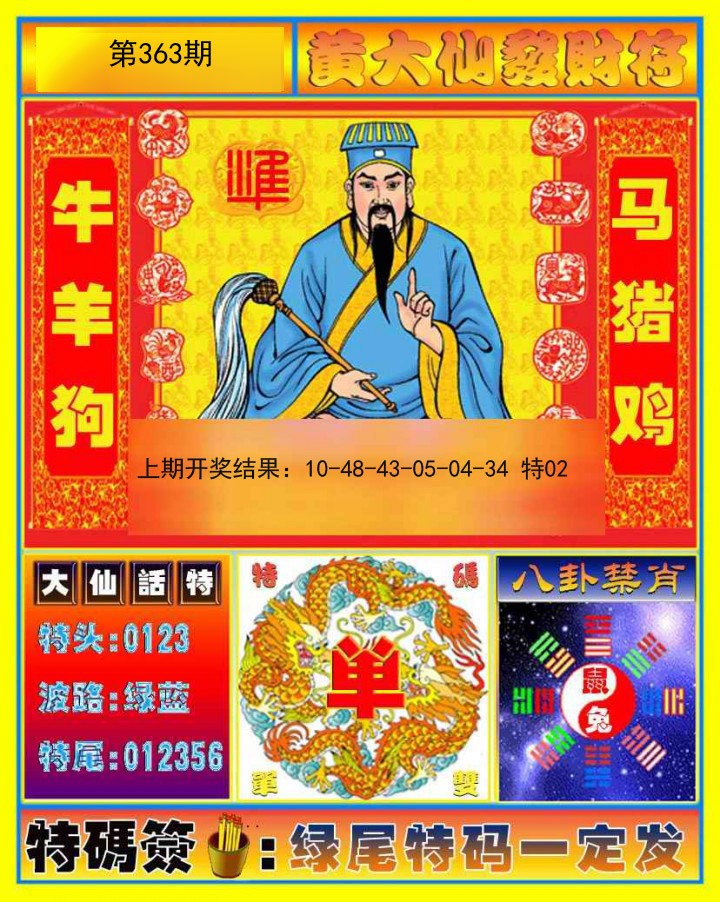 第363期
黄大仙發財符
牛羊狗
马猪鸡
上期开奖结果：10-48-43-05-04-34 特02
大仙話特
特头:0123
波路:绿蓝
特尾:012356
特碼
单
單雙
八卦禁肖
鼠
兔
特碼簽:绿尾特码一定发